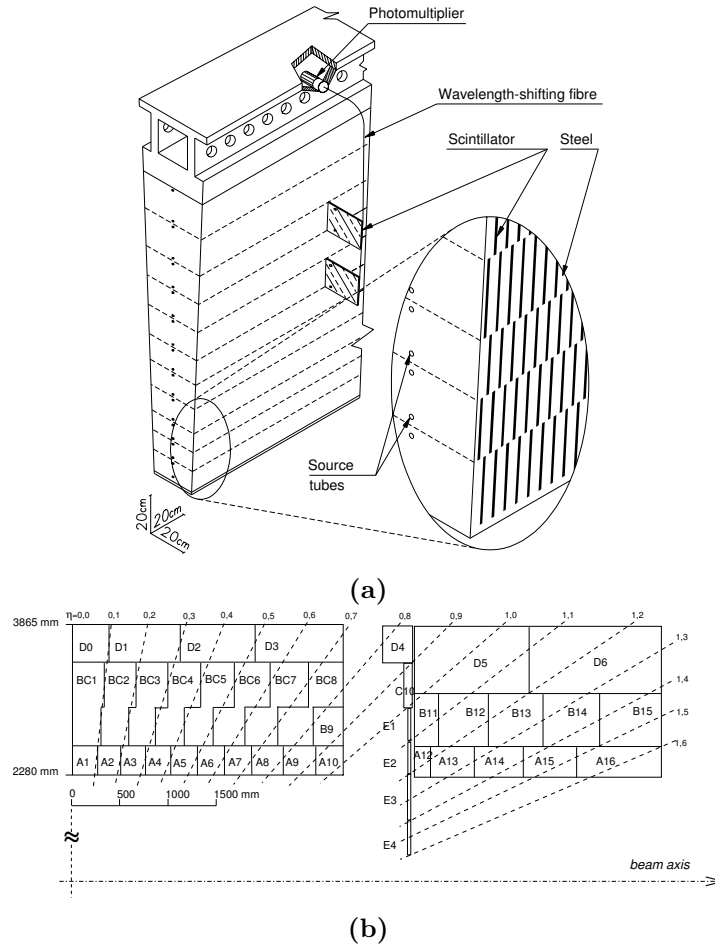 Photomultiplier
Wavelength-shifting fibre
Scintillator Steel
Source
tubes
20cm
20cm
20cm
(a)
3865 mm η=0,0 0,1 0,2 0,3 0,4 0,5 0,6 0,7 0,8 0,9 1,0 1,1 1,2
1,3
D0 D1 D2 D3 D4 D5 D6
1,4
BC1 BC2 BC3 BC4 BC5 BC6 BC7 BC8 C10
1,5
B9 B11 B12 B13 B14 B15
E1
1,6
A1 A2 A3 A4 A5 A6 A7 A8 A9 A10 A12 A13 A14 A15 A16
E2
2280 mm
0 500 1000 1500 mm
E3
≈
E4
beam axis
(b)